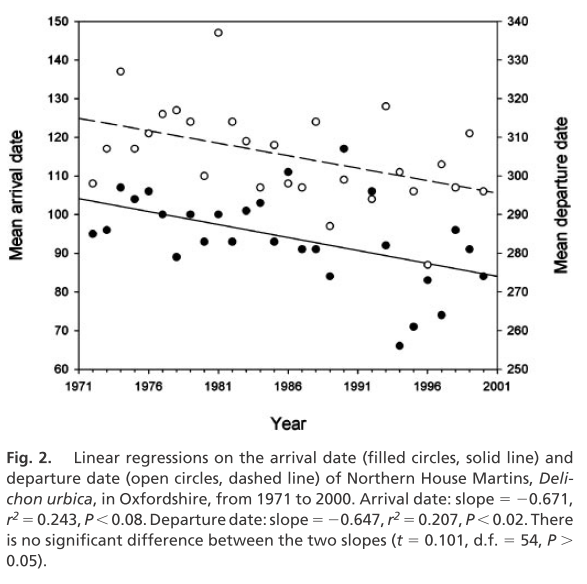 150
140
130
120
110
100
90
80
70
60
Mean arrival date
340
330
320
310
300
290
280
270
260
250
Mean departure date
1971 1976 1981 1986 1991 1996 2001
Year
Fig. 2. Linear regressions on the arrival date (filled circles, solid line) and
departure date (open circles, dashed line) of Northern House Martins, Deli-
chon urbica, in Oxfordshire, from 1971 to 2000. Arrival date: slope = −0.671,
r² = 0.243, P < 0.08. Departure date: slope = −0.647, r² = 0.207, P < 0.02. There
is no significant difference between the two slopes (t = 0.101, d.f. = 54, P >
0.05).